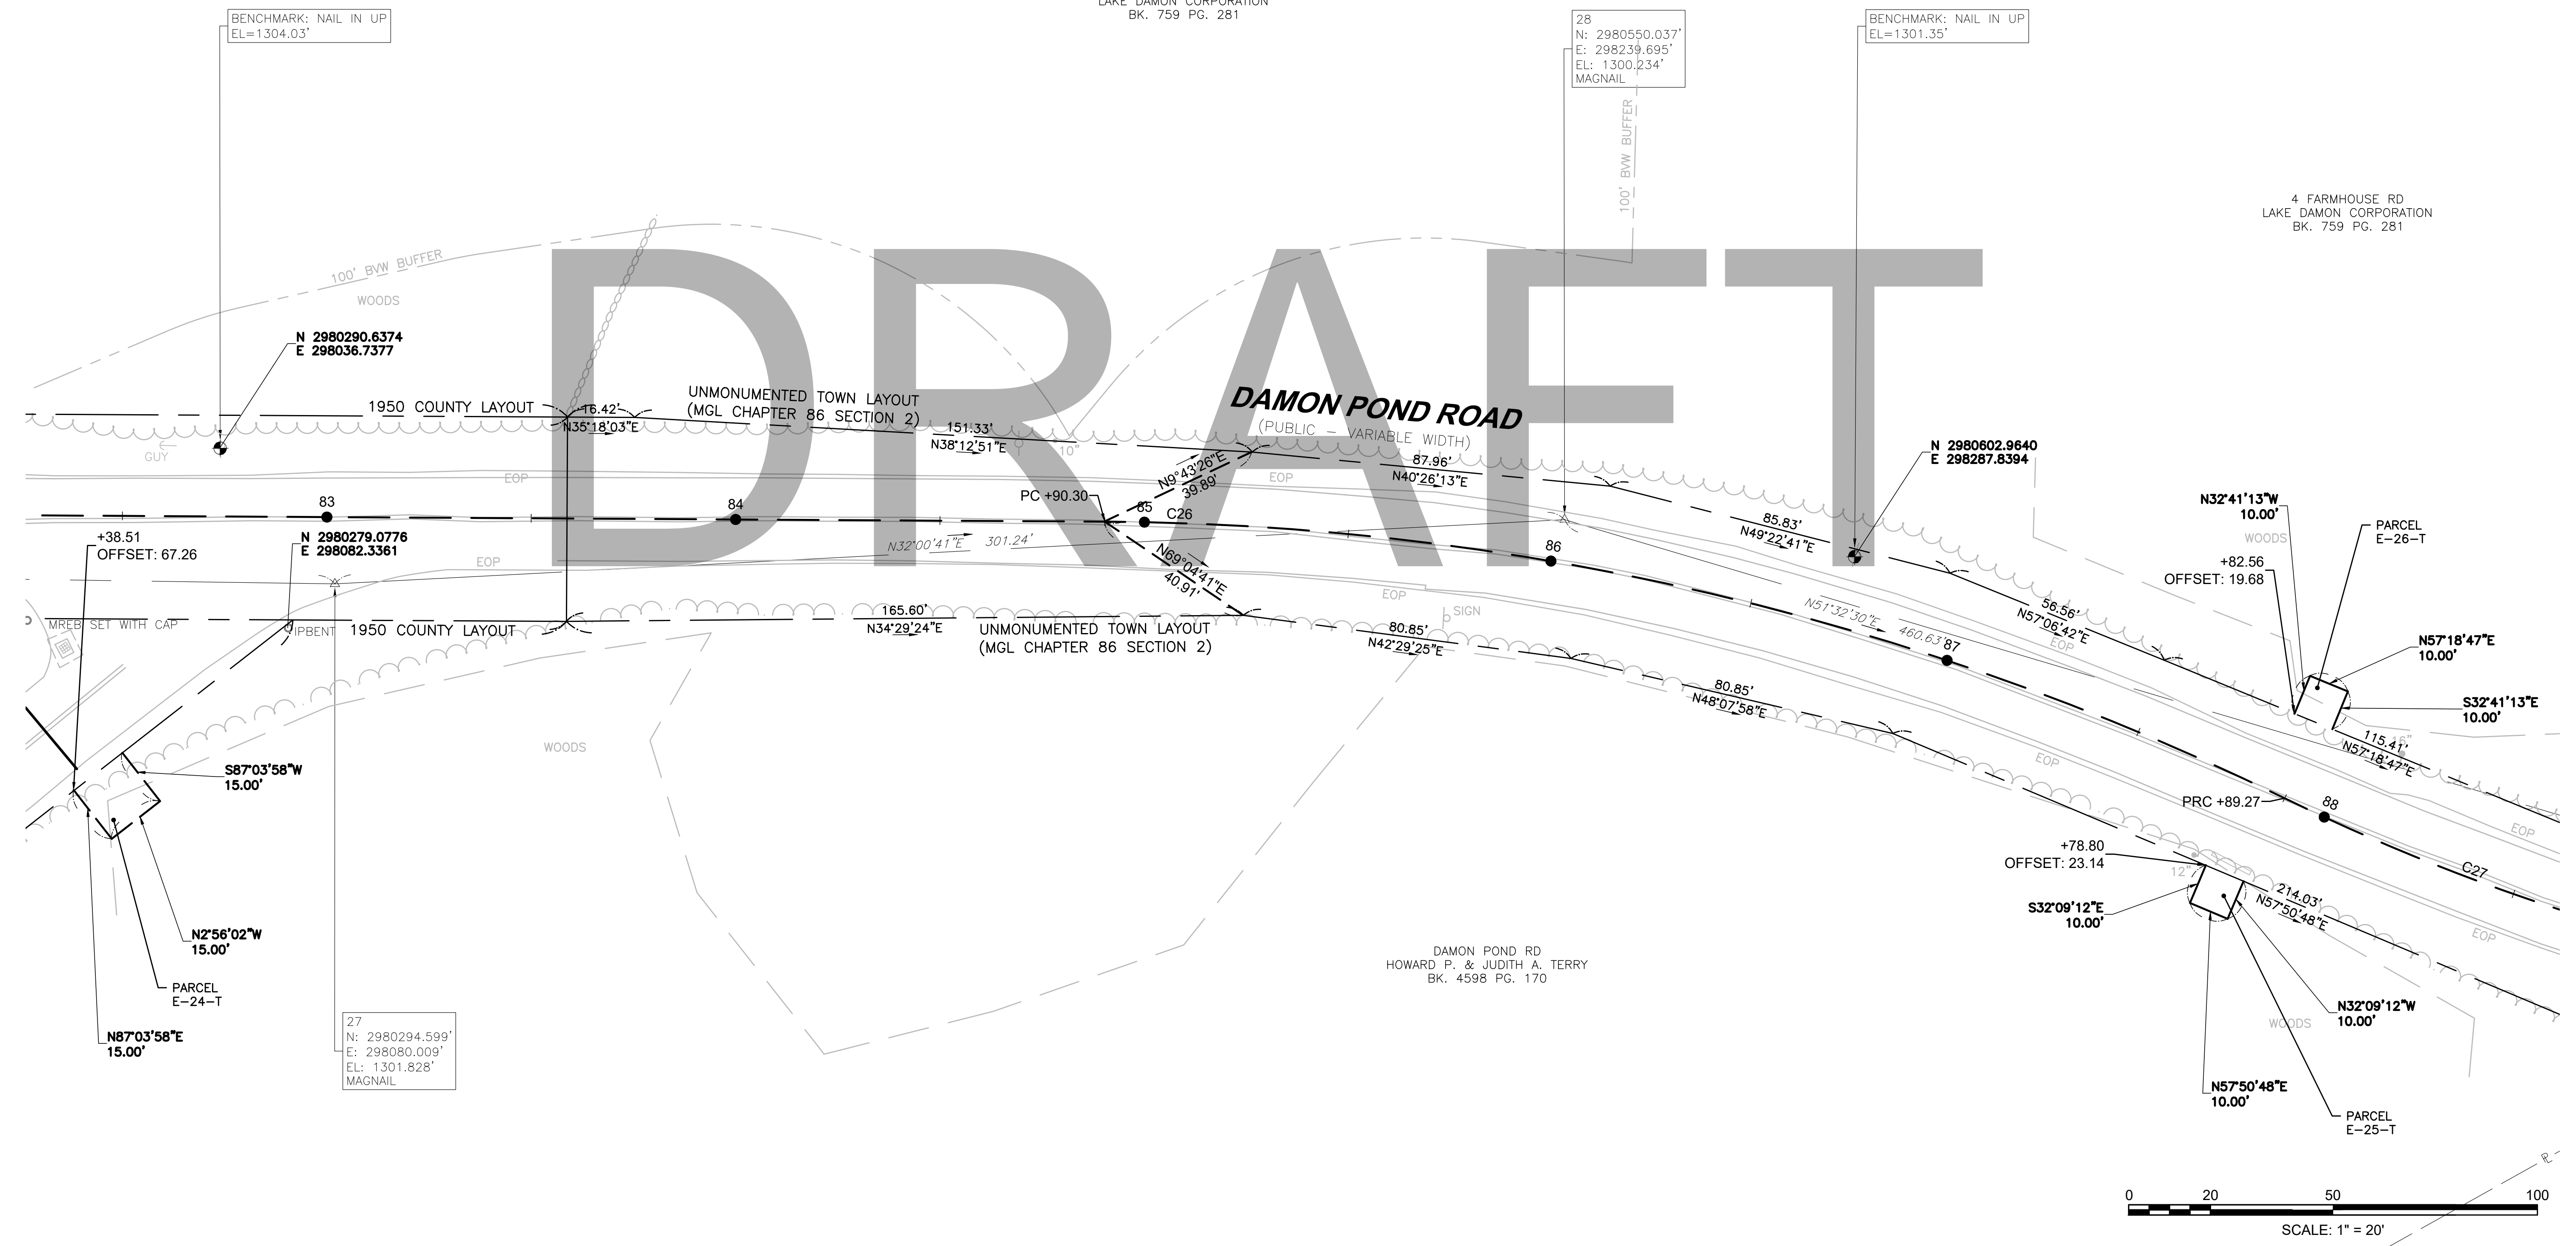 LAKE DAMON CORPORATION
BK. 759 PG. 281
BENCHMARK: NAIL IN UP
EL=1304.03'
28
N: 2980550.037'
E: 298239.695'
EL: 1300.234'
MAGNAIL
BENCHMARK: NAIL IN UP
EL=1301.35'
100' BVW BUFFER
4 FARMHOUSE RD
LAKE DAMON CORPORATION
BK. 759 PG. 281
DRAFT
100' BVW BUFFER
WOODS
N 2980290.6374
E 298036.7377
1950 COUNTY LAYOUT
16.42'
N35°18'03"E
UNMONUMENTED TOWN LAYOUT
(MGL CHAPTER 86 SECTION 2)
151.33'
N38°12'51"E
10"
DAMON POND ROAD
(PUBLIC - VARIABLE WIDTH)
87.96'
N40°26'13"E
N 2980602.9640
E 298287.8394
GUY
EOP
EOP
N9°43'26"E
39.89'
PC +90.30
83
84
85
C26
86
85.83'
N49°22'41"E
N32°41'13"W
10.00'
PARCEL
E-26-T
WOODS
+82.56
OFFSET: 19.68
+38.51
OFFSET: 67.26
N 2980279.0776
E 298082.3361
EOP
N32°00'41"E 301.24'
N69°04'41"E
40.91'
EOP
SIGN
N51°32'30"E 460.63'
56.56'
N57°06'42"E
EOP
87
N57°18'47"E
10.00'
S32°41'13"E
10.00'
MREB SET WITH CAP
IPBENT
1950 COUNTY LAYOUT
165.60'
N34°29'24"E
UNMONUMENTED TOWN LAYOUT
(MGL CHAPTER 86 SECTION 2)
80.85'
N42°29'25"E
80.85'
N48°07'58"E
16"
115.41'
N57°18'47"E
WOODS
EOP
S87°03'58"W
15.00'
PRC +89.27
88
EOP
+78.80
OFFSET: 23.14
12"
C27
214.03'
N57°50'48"E
S32°09'12"E
10.00'
EOP
N2°56'02"W
15.00'
DAMON POND RD
HOWARD P. & JUDITH A. TERRY
BK. 4598 PG. 170
PARCEL
E-24-T
N32°09'12"W
10.00'
WOODS
N87°03'58"E
15.00'
27
N: 2980294.599'
E: 298080.009'
EL: 1301.828'
MAGNAIL
N57°50'48"E
10.00'
PARCEL
E-25-T
PL
0 20 50 100
SCALE: 1" = 20'